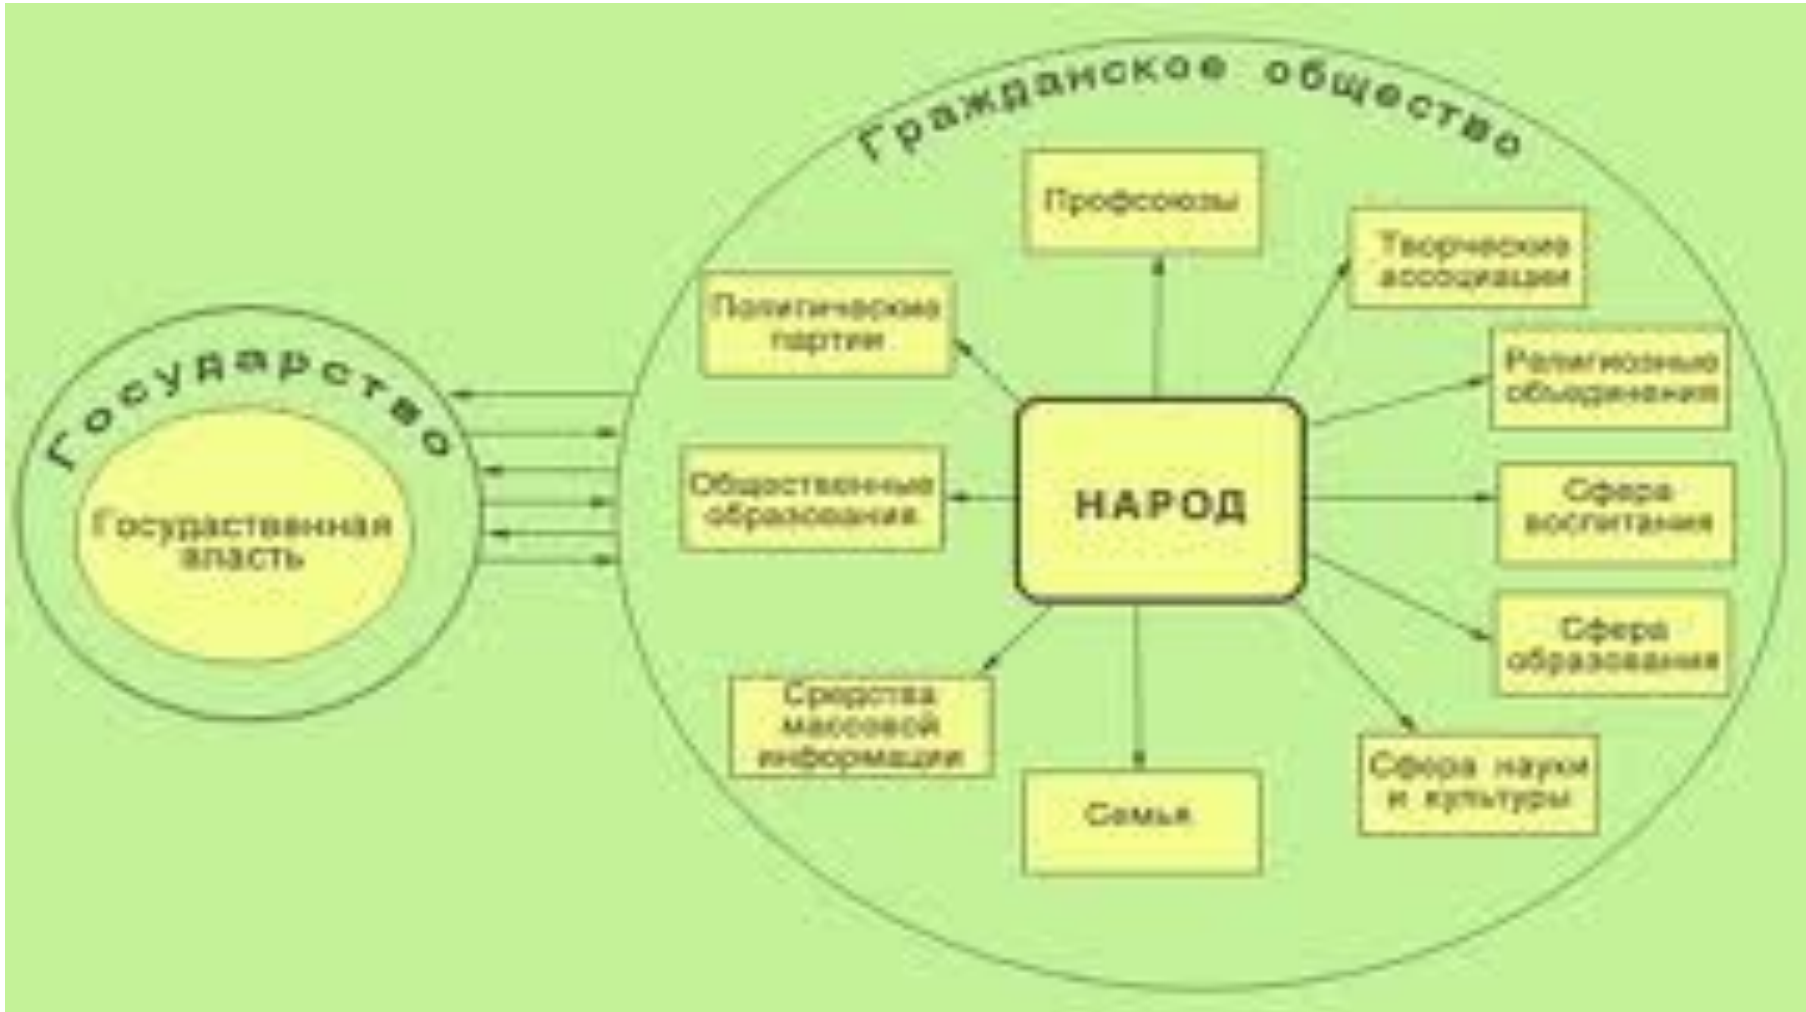 Гражданское общество
Профсоюзы
Творческие
ассоциации
Политические
партии
Религиозные
объединения
Государство
Государственная
власть
Общественные
образования
НАРОД
Сфера
воспитания
Сфера
образования
Средства
массовой
информации
Семья
Сфера науки
и культуры